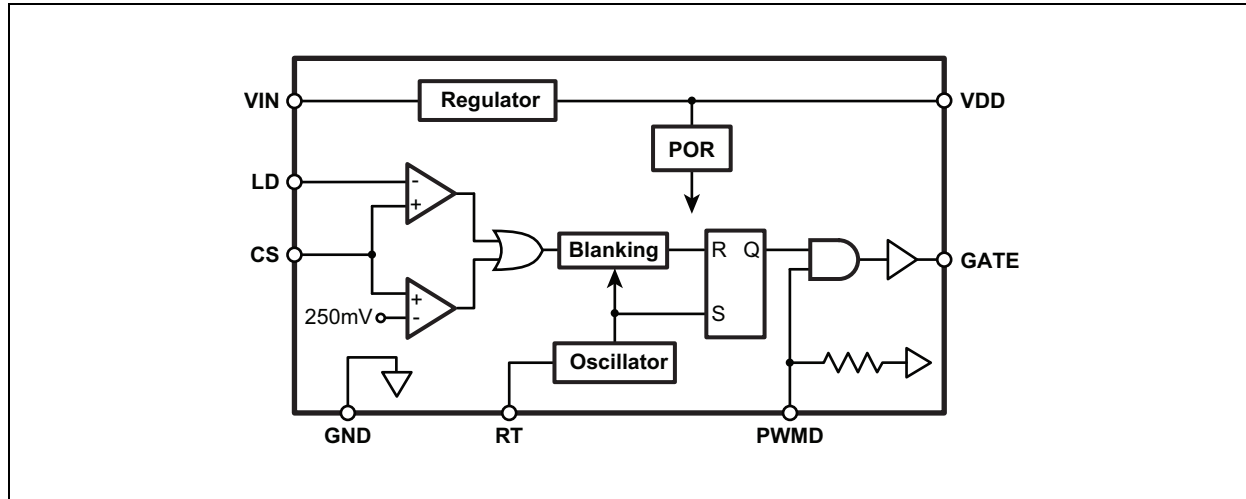 VIN
Regulator
VDD
POR
LD
-
+
CS
Blanking
R Q
GATE
+
250mV
-
S
Oscillator
GND
RT
PWMD